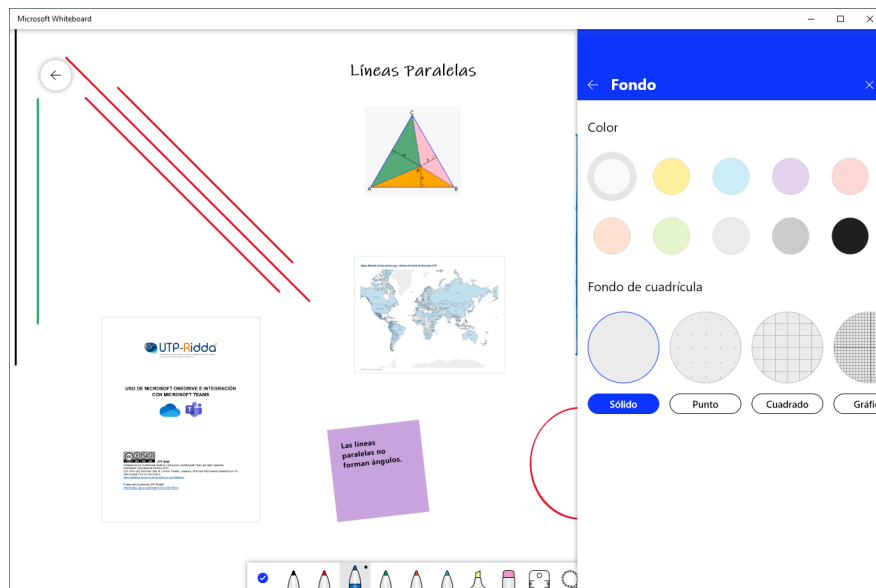 Microsoft Whiteboard
Líneas Paralelas
C
A
B
UTP-Ridda²
USO DE MICROSOFT ONEDRIVE E INTEGRACIÓN
CON MICROSOFT TEAMS
Las líneas
paralelas no
forman ángulos.
Fondo
Color
Fondo de cuadrícula
Sólido
Punto
Cuadrado
Gráfi